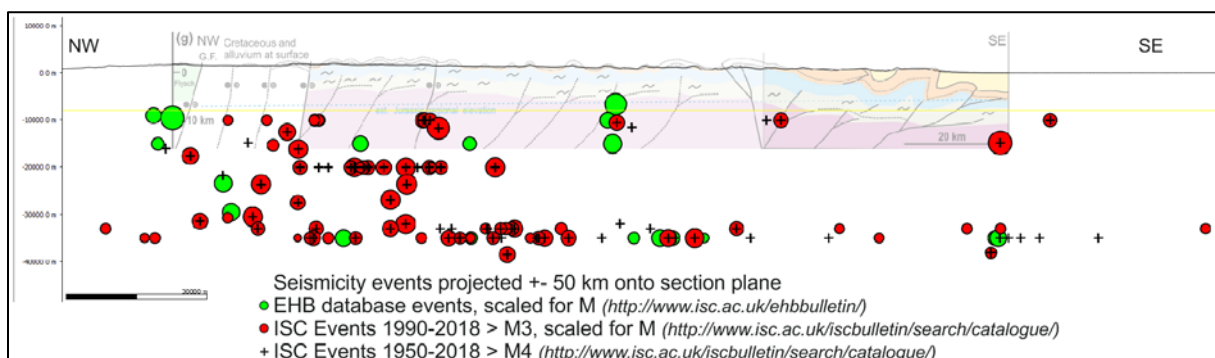 10000.0 m
NW
(g) NW
Cretaceous and
alluvium at surface
G.F.
SE
SE
0.0 m
0
-10000.0 m
10 km
20 km
-20000.0 m
-30000.0 m
-40000.0 m
Seismicity events projected +- 50 km onto section plane
EHB database events, scaled for M (http://www.isc.ac.uk/ehbbulletin/)
ISC Events 1990-2018 > M3, scaled for M (http://www.isc.ac.uk/iscbulletin/search/catalogue/)
ISC Events 1950-2018 > M4 (http://www.isc.ac.uk/iscbulletin/search/catalogue/)